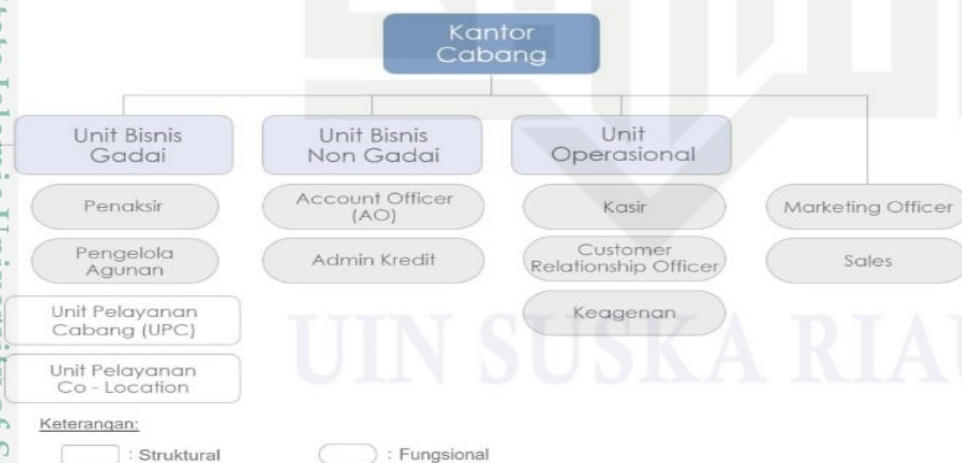 Kantor
Cabang
Unit Bisnis
Gadai
Unit Bisnis
Non Gadai
Unit
Operasional
Penaksir
Account Officer
(AO)
Kasir
Marketing Officer
Pengelola
Agunan
Admin Kredit
Customer
Relationship Officer
Sales
Unit Pelayanan
Cabang (UPC)
Keagenan
Unit Pelayanan
Co - Location
UIN SUSKA RIAU
Keterangan:
: Struktural
: Fungsional